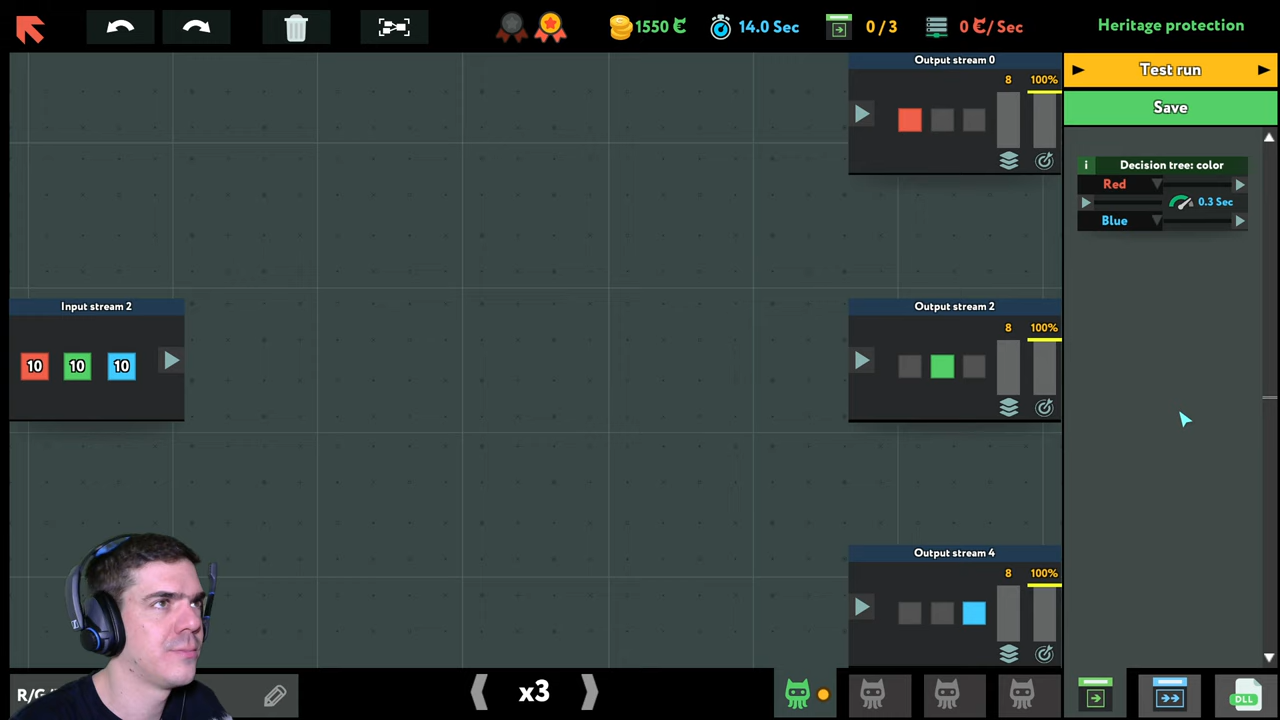 1550 €
14.0 Sec
0 / 3
0 €/Sec
Heritage protection
Test run
Save
Output stream 0
8
100%
i
Decision tree: color
Red
0.3 Sec
Blue
Input stream 2
10
10
10
Output stream 2
8
100%
Output stream 4
8
100%
R/G/
x3
DLL